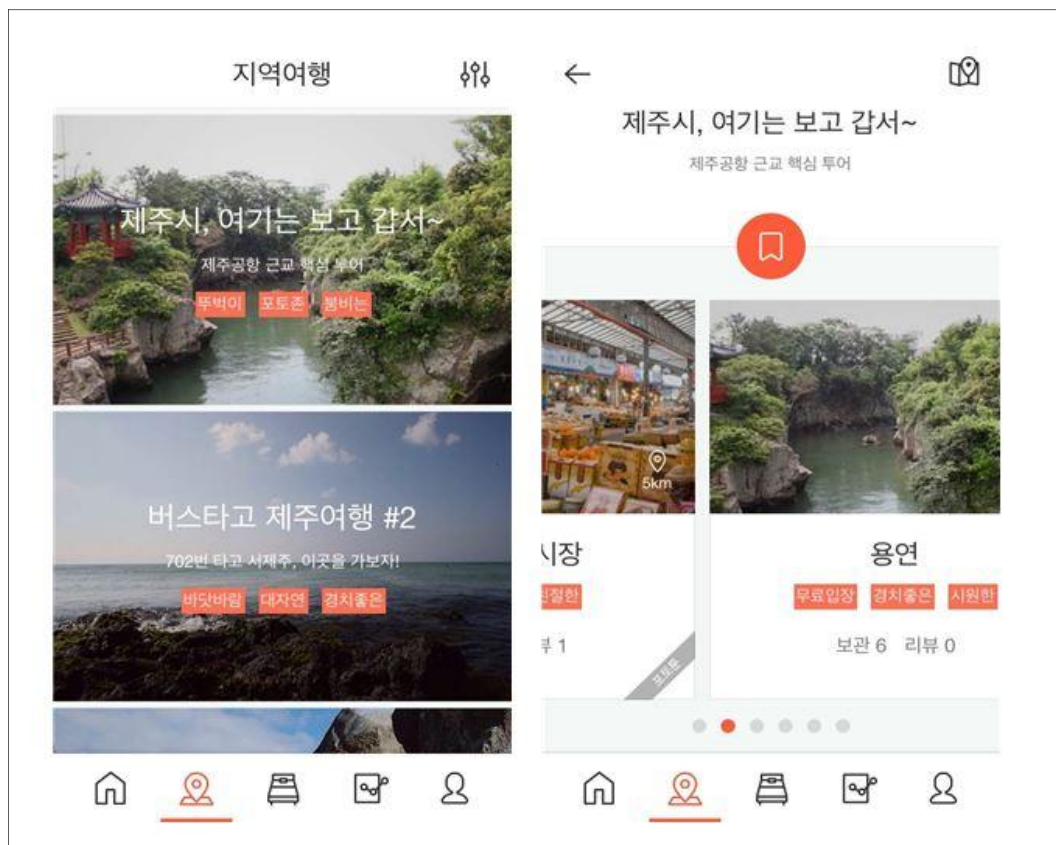 지역여행
제주시, 여기는 보고 갑서~
제주공항 근교 핵심 투어
뚜벅이 포토존 붐비는
버스타고 제주여행 #2
702번 타고 서제주, 이곳을 가보자!
바닷바람 대자연 경치좋은
제주시, 여기는 보고 갑서~
제주공항 근교 핵심 투어
5km
시장
친절한
뷰 1
포토툰
용연
무료입장 경치좋은 시원한
보관 6 리뷰 0